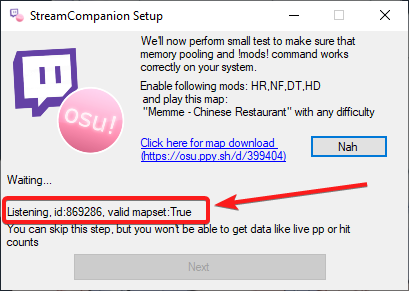 StreamCompanion Setup
We'll now perform small test to make sure that
memory pooling and !mods! command works
correctly on your system.
Enable following mods: HR,NF,DT,HD
and play this map:
"Memme - Chinese Restaurant" with any difficulty
Click here for map download
(https://osu.ppy.sh/d/399404)
Nah
osu!
Waiting...
Listening, id:869286, valid mapset:True
You can skip this step, but you won't be able to get data like live pp or hit
counts
Next